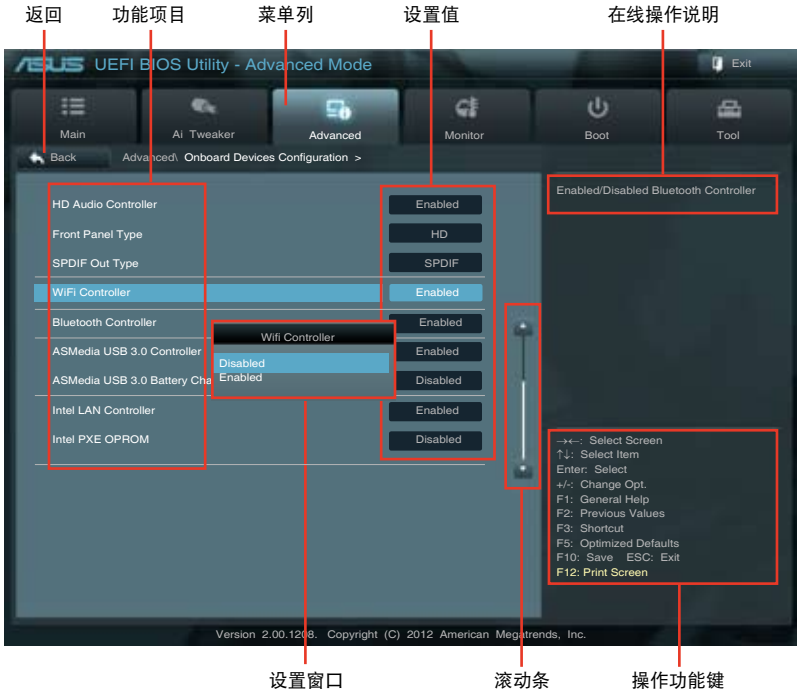 返回 功能项目 菜单列 设置值 在线操作说明
ASUS UEFI BIOS Utility - Advanced Mode Exit
Main Ai Tweaker Advanced Monitor Boot Tool
Back Advanced\ Onboard Devices Configuration >
Enabled/Disabled Bluetooth Controller
HD Audio Controller Enabled
Front Panel Type HD
SPDIF Out Type SPDIF
WiFi Controller Enabled
Bluetooth Controller Enabled
Wifi Controller
Disabled
Enabled
ASMedia USB 3.0 Controller Enabled
ASMedia USB 3.0 Battery Cha Disabled
Intel LAN Controller Enabled
Intel PXE OPROM Disabled
→←: Select Screen
↑↓: Select Item
Enter: Select
+/-: Change Opt.
F1: General Help
F2: Previous Values
F3: Shortcut
F5: Optimized Defaults
F10: Save ESC: Exit
F12: Print Screen
Version 2.00.1208. Copyright (C) 2012 American Megatrends, Inc.
设置窗口 滚动条 操作功能键